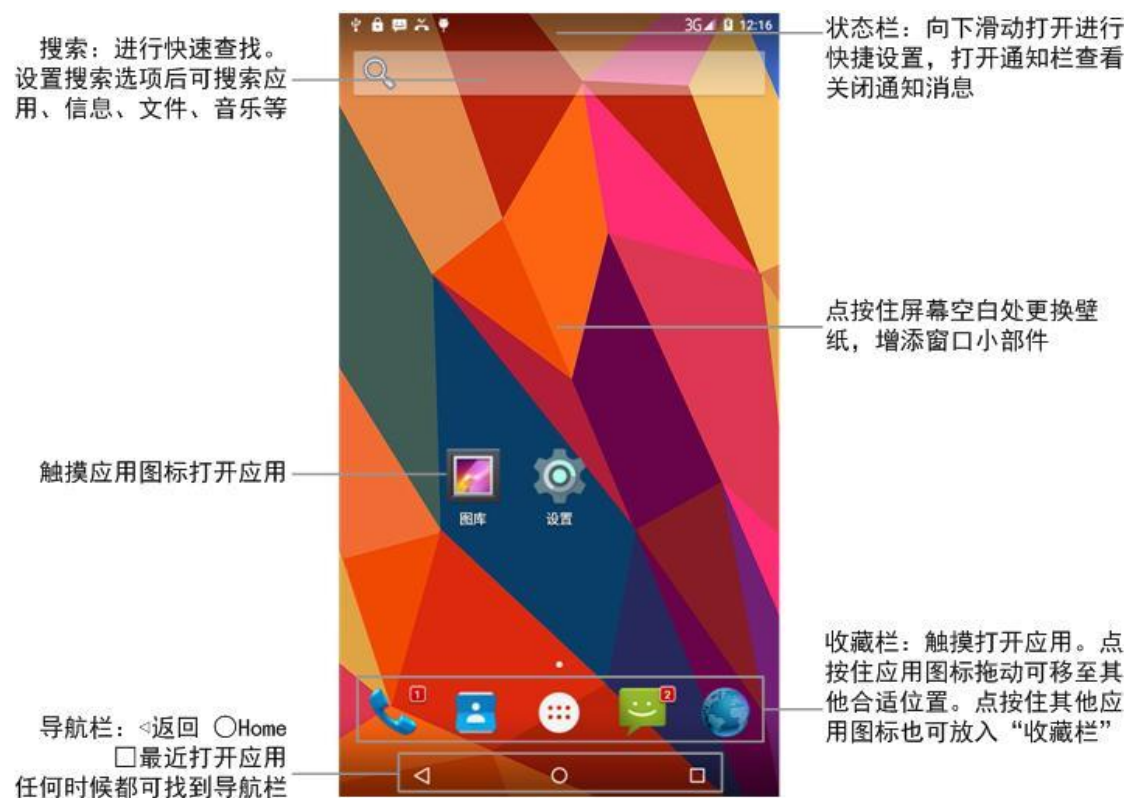 3G 12:16
搜索：进行快速查找。
设置搜索选项后可搜索应
用、信息、文件、音乐等
状态栏：向下滑动打开进行
快捷设置，打开通知栏查看
关闭通知消息
点按住屏幕空白处更换壁
纸，增添窗口小部件
触摸应用图标打开应用
图库 设置
收藏栏：触摸打开应用。点
按住应用图标拖动可移至其
他合适位置。点按住其他应
用图标也可放入“收藏栏”
1 2
导航栏：◁返回 ○Home
□最近打开应用
任何时候都可找到导航栏